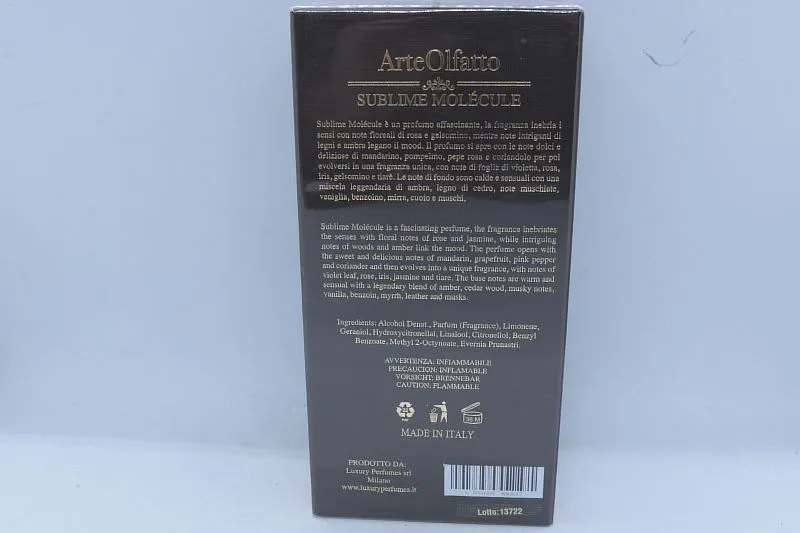 ArteOlfatto
SUBLIME MOLÉCULE
Sublime Molécule è un profumo affascinante, la fragranza inebria i
sensi con note floreali di rosa e gelsomino, mentre note intriganti di
legni e ambra legano il mood. Il profumo si apre con le note dolci e
deliziose di mandarino, pompelmo, pepe rosa e coriandolo per poi
evolversi in una fragranza unica, con note di foglia di violetta, rosa,
iris, gelsomino e tiarè. Le note di fondo sono calde e sensuali con una
miscela leggendaria di ambra, legno di cedro, note muschiate,
vaniglia, benzoino, mirra, cuoio e muschi.
Sublime Molécule is a fascinating perfume, the fragrance inebriates
the senses with floral notes of rose and jasmine, while intriguing
notes of woods and amber link the mood. The perfume opens with
the sweet and delicious notes of mandarin, grapefruit, pink pepper
and coriander and then evolves into a unique fragrance, with notes of
violet leaf, rose, iris, jasmine and tiare. The base notes are warm and
sensual with a legendary blend of amber, cedar wood, musky notes,
vanilla, benzoin, myrrh, leather and musks.
Ingredients: Alcohol Denat., Parfum (Fragrance), Limonene,
Geraniol, Hydroxycitronellal, Linalool, Citronellol, Benzyl
Benzoate, Methyl 2-Octynoate, Evernia Prunastri.
AVVERTENZA: INFIAMMABILE
PRECAUCION: INFLAMABLE
VORSICHT: BRENNEBAR
CAUTION: FLAMMABLE
36 M
PAP
MADE IN ITALY
PRODOTTO DA:
Luxury Perfumes srl
Milano
www.luxuryperfumes.it
Lotto:13722